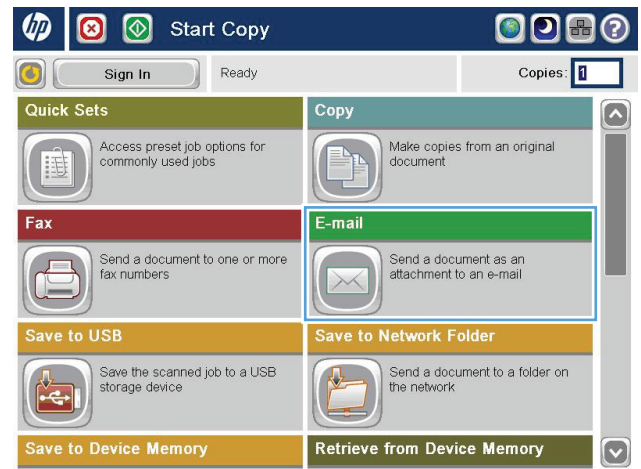 hp
Start Copy
?
Sign In
Ready
Copies: 1
Quick Sets
Access preset job options for
commonly used jobs
Copy
Make copies from an original
document
Fax
Send a document to one or more
fax numbers
E-mail
Send a document as an
attachment to an e-mail
Save to USB
Save the scanned job to a USB
storage device
Save to Network Folder
Send a document to a folder on
the network
Save to Device Memory
Retrieve from Device Memory